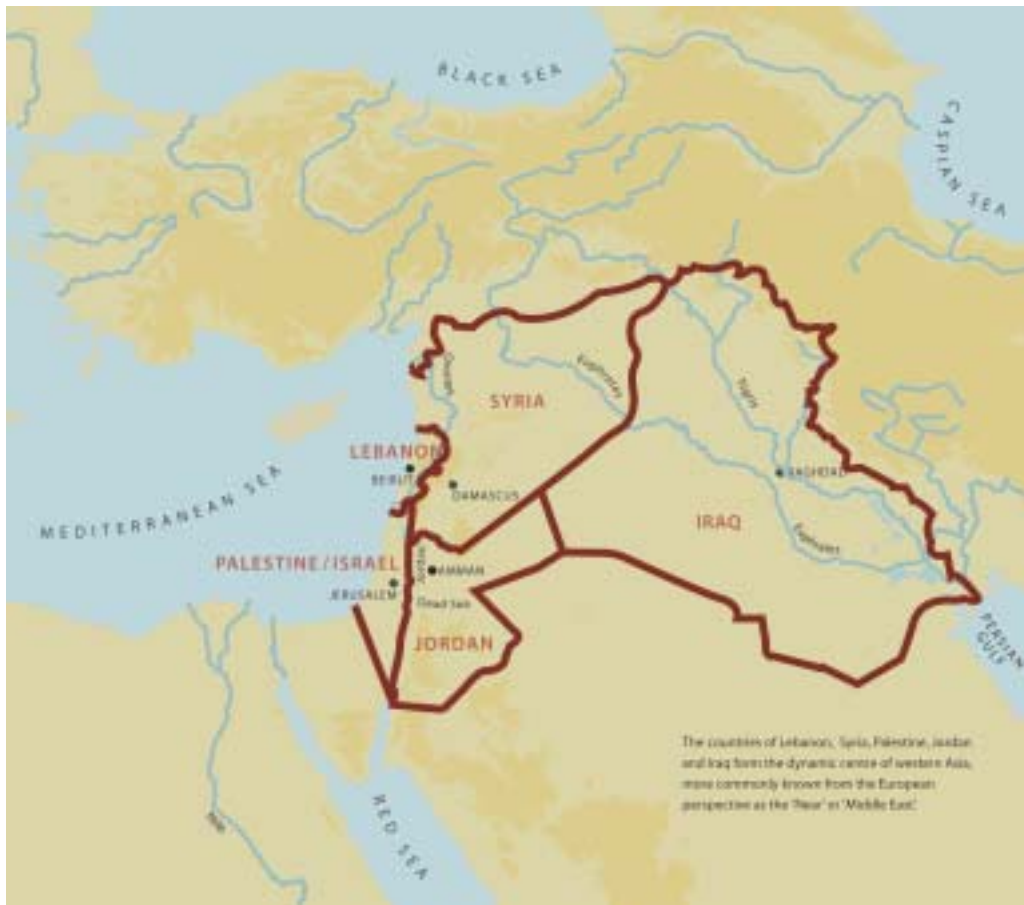 BLACK SEA
CASPIAN SEA
Orontes
Euphrates
Tigris
SYRIA
LEBANON
BEIRUT
DAMASCUS
BAGHDAD
MEDITERRANEAN SEA
IRAQ
Euphrates
PALESTINE / ISRAEL
Jordan
AMMAN
JERUSALEM
Dead Sea
JORDAN
PERSIAN
GULF
The countries of Lebanon, Syria, Palestine, Jordan
and Iraq form the dynamic centre of western Asia,
more commonly known from the European
perspective as the 'Near' or 'Middle East'.
RED SEA
Nile